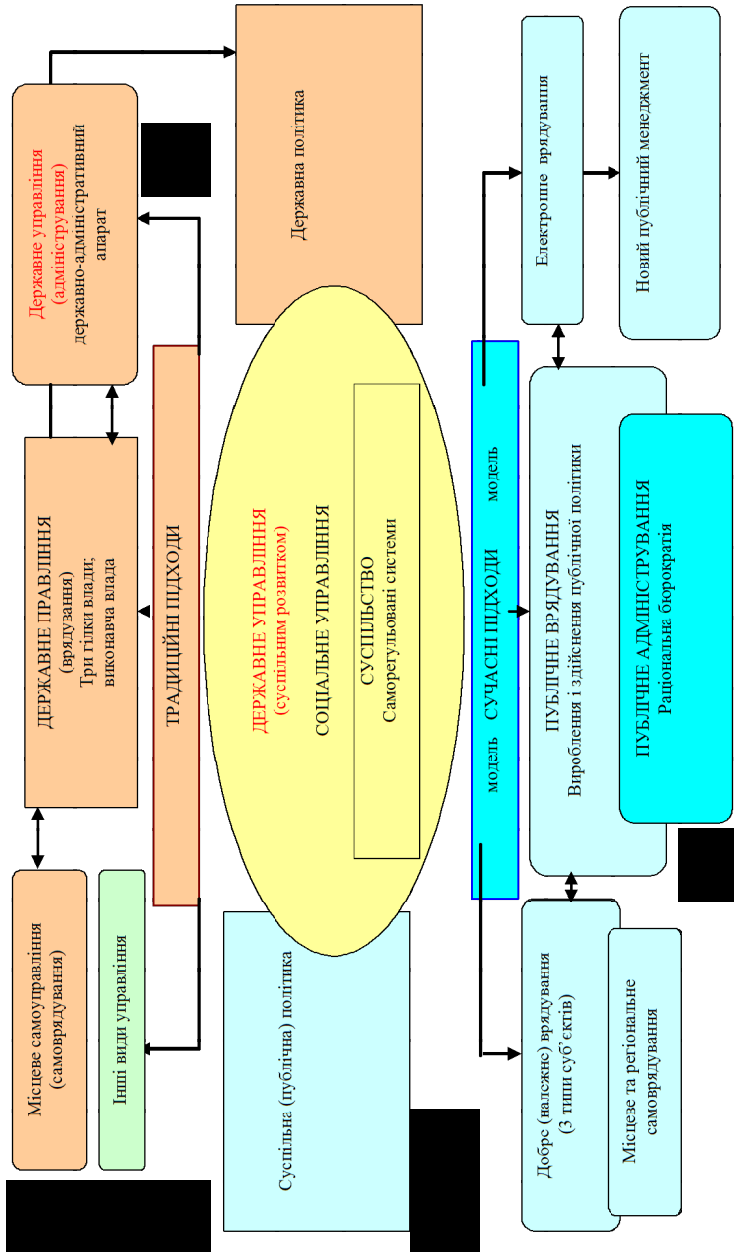 Місцеве самоуправління
(самоврядування)
ДЕРЖАВНЕ ПРАВЛІННЯ
(врядування)
Три гілки влади;
виконавча влада
Державне управління
(адміністрування)
державно-адміністративний
апарат
Інші види управління
ТРАДИЦІЙНІ ПІДХОДИ
Суспільна (публічна) політика
ДЕРЖАВНЕ УПРАВЛІННЯ
(суспільним розвитком)
СОЦІАЛЬНЕ УПРАВЛІННЯ
СУСПІЛЬСТВО
Саморегульовані системи
Державна політика
модель СУЧАСНІ ПІДХОДИ модель
Добре (належне) врядування
(3 типи суб’єктів)
Місцезе та регіональне
самоврядування
ПУБЛІЧНЕ ВРЯДУВАННЯ
Вироблення і здійснення публічної політики
ПУБЛІЧНЕ АДМІНІСТРУВАННЯ
Раціональна бюрократія
Електронне врядування
Новий публічний менеджмент